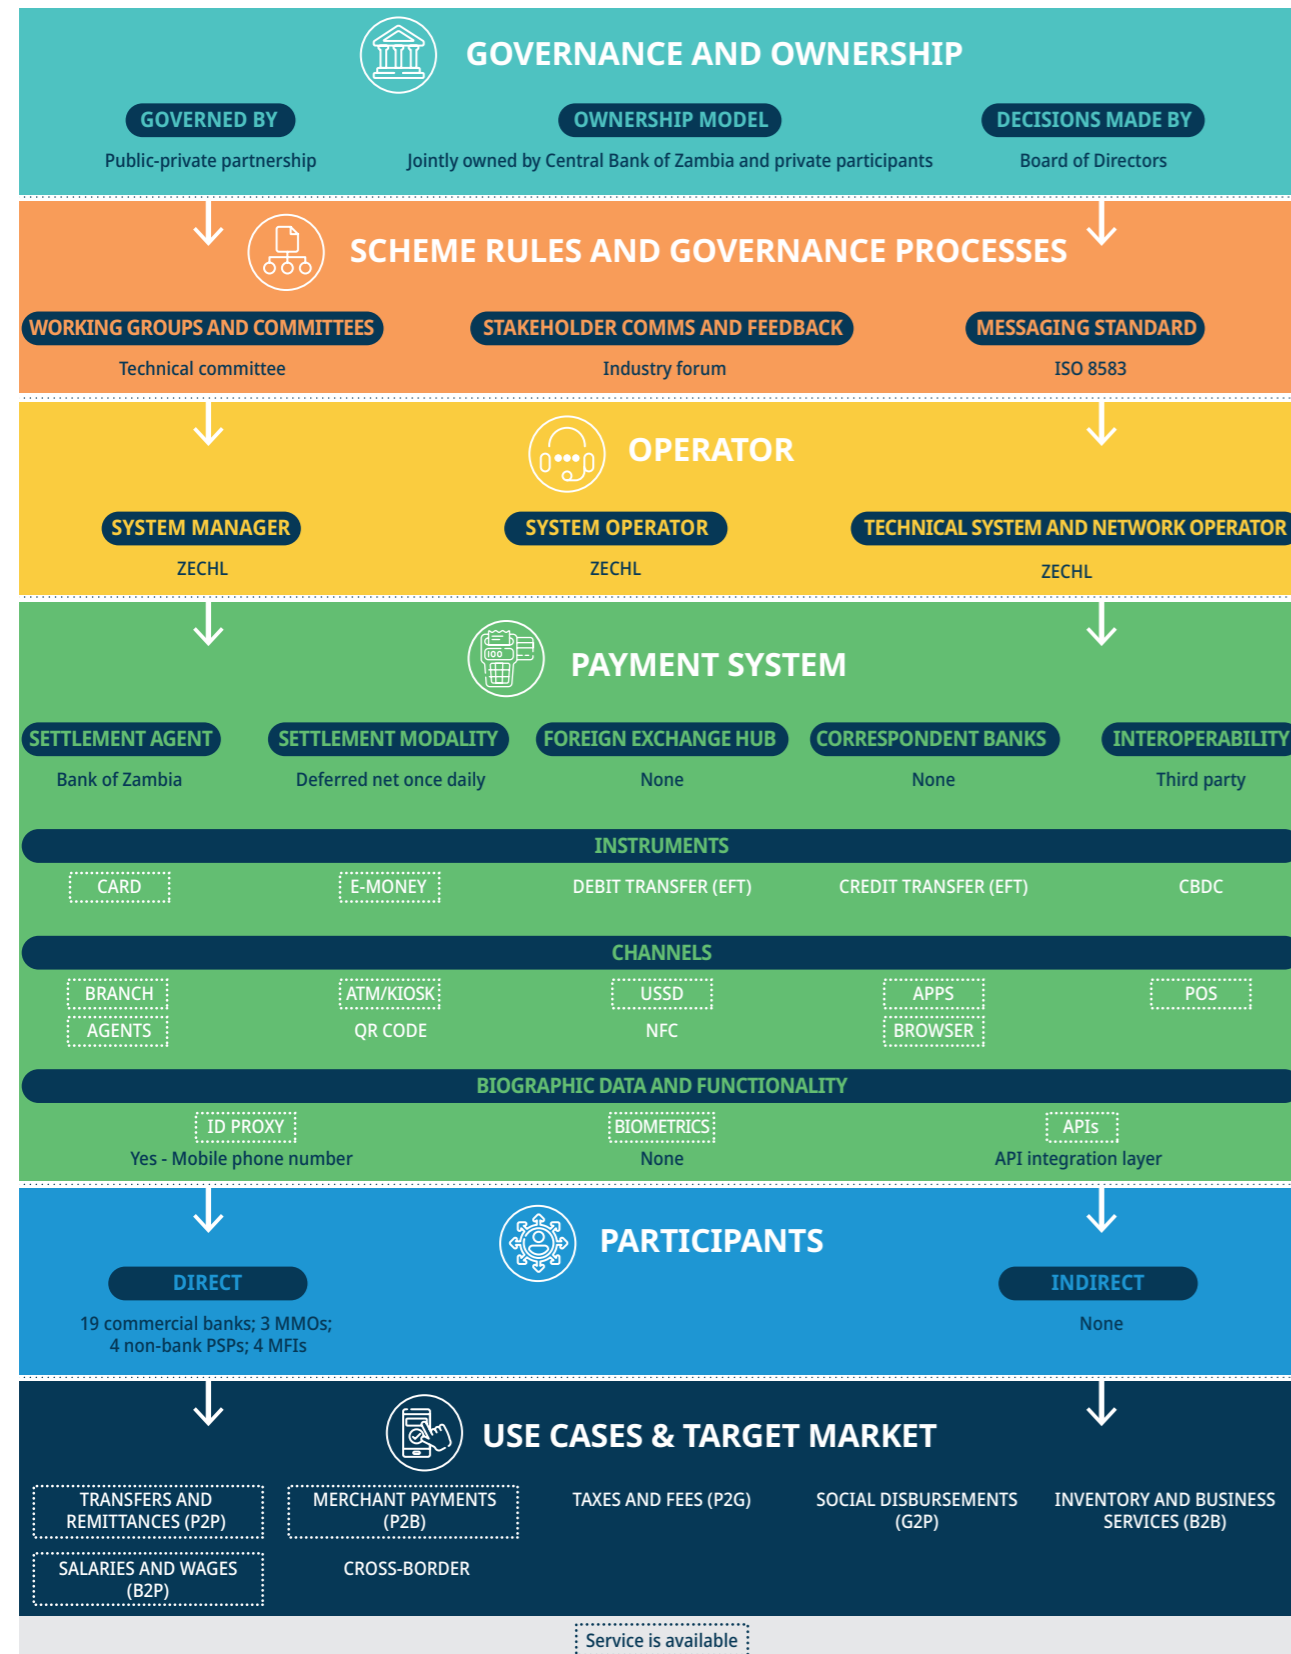 GOVERNANCE AND OWNERSHIP
GOVERNED BY
OWNERSHIP MODEL
DECISIONS MADE BY
Public-private partnership
Jointly owned by Central Bank of Zambia and private participants
Board of Directors
SCHEME RULES AND GOVERNANCE PROCESSES
WORKING GROUPS AND COMMITTEES
STAKEHOLDER COMMS AND FEEDBACK
MESSAGING STANDARD
Technical committee
Industry forum
ISO 8583
OPERATOR
SYSTEM MANAGER
SYSTEM OPERATOR
TECHNICAL SYSTEM AND NETWORK OPERATOR
ZECHL
ZECHL
ZECHL
100
PAYMENT SYSTEM
SETTLEMENT AGENT
SETTLEMENT MODALITY
FOREIGN EXCHANGE HUB
CORRESPONDENT BANKS
INTEROPERABILITY
Bank of Zambia
Deferred net once daily
None
None
Third party
INSTRUMENTS
CARD
E-MONEY
DEBIT TRANSFER (EFT)
CREDIT TRANSFER (EFT)
CBDC
CHANNELS
BRANCH
ATM/KIOSK
USSD
APPS
POS
AGENTS
QR CODE
NFC
BROWSER
BIOGRAPHIC DATA AND FUNCTIONALITY
ID PROXY
BIOMETRICS
APIs
Yes - Mobile phone number
None
API integration layer
PARTICIPANTS
DIRECT
INDIRECT
19 commercial banks; 3 MMOs;
4 non-bank PSPs; 4 MFIs
None
USE CASES & TARGET MARKET
TRANSFERS AND
REMITTANCES (P2P)
MERCHANT PAYMENTS
(P2B)
TAXES AND FEES (P2G)
SOCIAL DISBURSEMENTS
(G2P)
INVENTORY AND BUSINESS
SERVICES (B2B)
SALARIES AND WAGES
(B2P)
CROSS-BORDER
Service is available